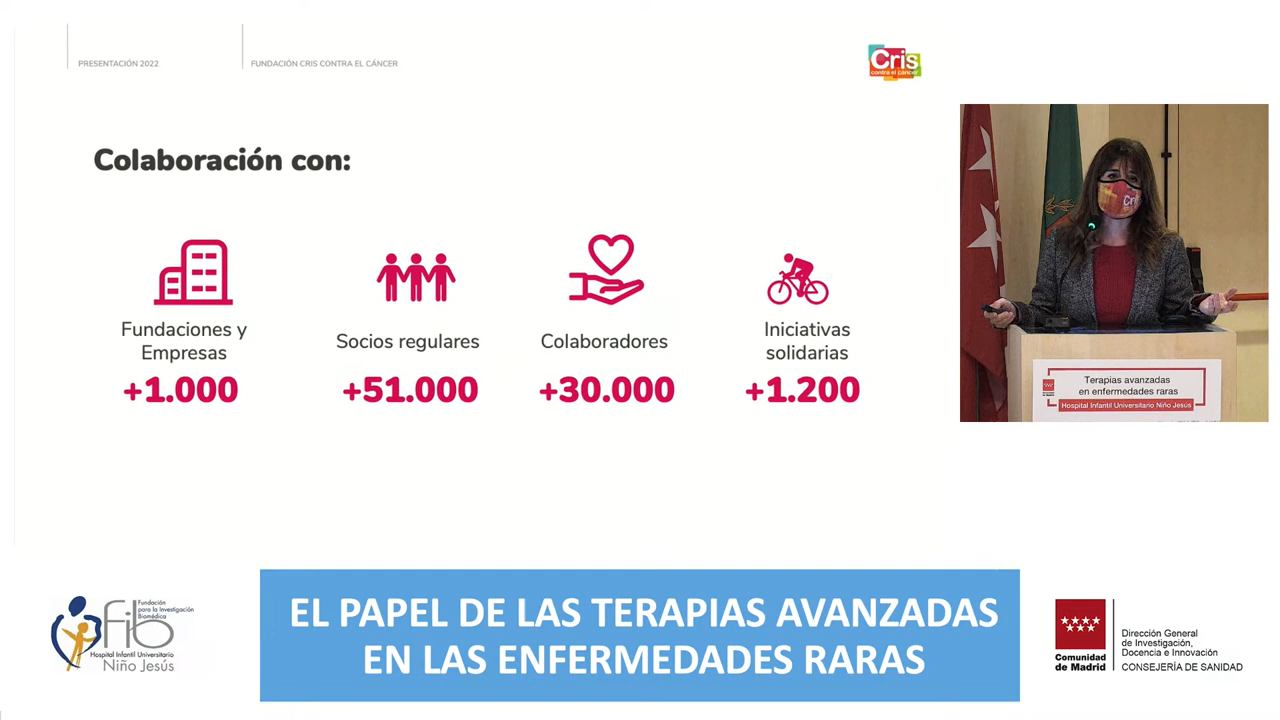 PRESENTACIÓN 2022
FUNDACIÓN CRIS CONTRA EL CÁNCER
Cris
contra el cáncer
Colaboración con:
Fundaciones y
Empresas
+1.000
Socios regulares
+51.000
Colaboradores
+30.000
Iniciativas
solidarias
+1.200
Cris
Terapias avanzadas
en enfermedades raras
Hospital Infantil Universitario Niño Jesús
EL PAPEL DE LAS TERAPIAS AVANZADAS
EN LAS ENFERMEDADES RARAS
fib
Fundación
para la Investigación
Biomédica
Hospital Infantil Universitario
Niño Jesús
Comunidad
de Madrid
Dirección General
de Investigación,
Docencia e Innovación
CONSEJERÍA DE SANIDAD